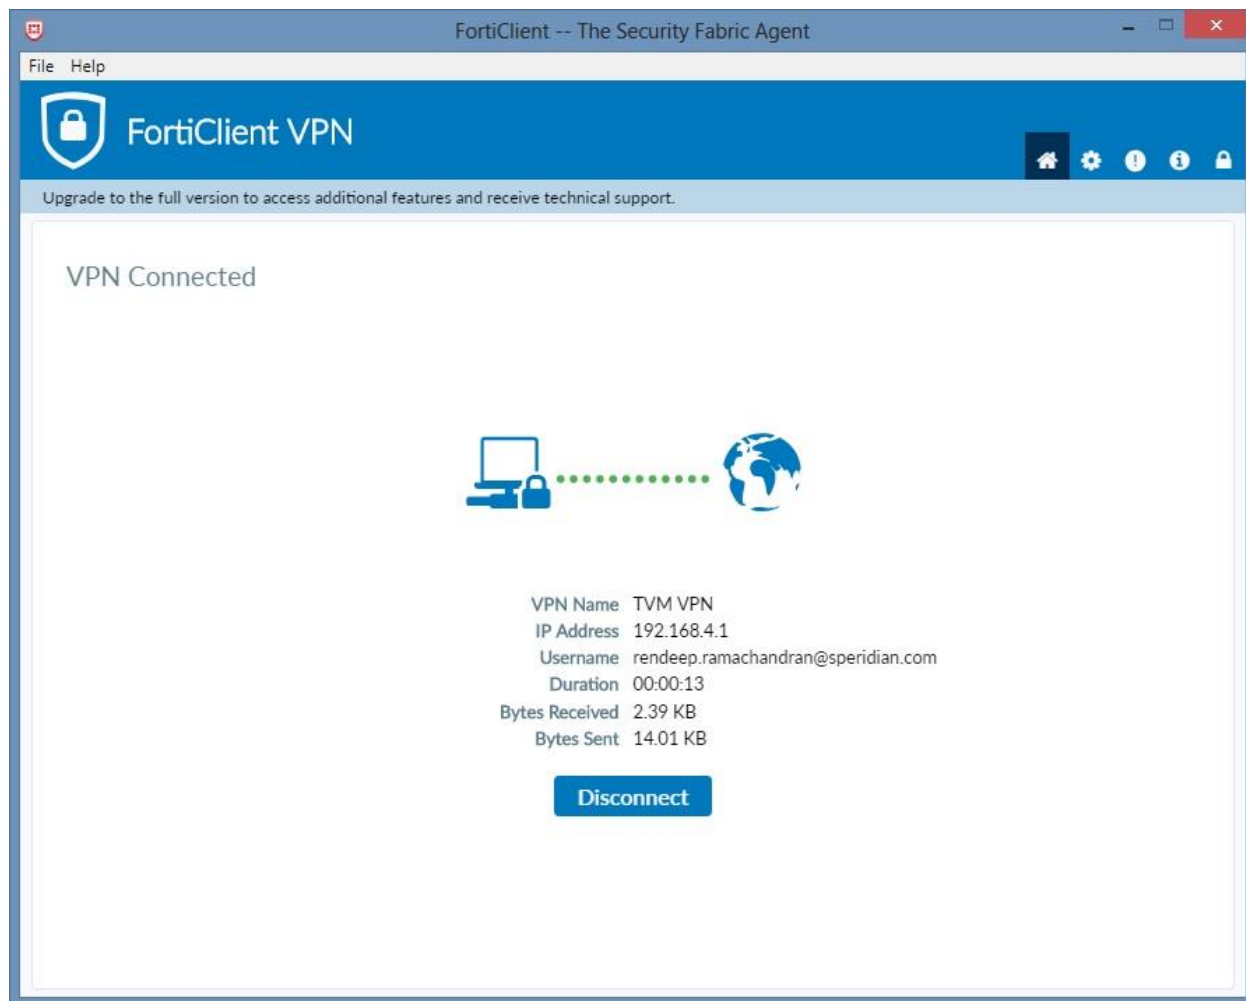 FortiClient -- The Security Fabric Agent
File Help
FortiClient VPN
Upgrade to the full version to access additional features and receive technical support.
VPN Connected
VPN Name TVM VPN
IP Address 192.168.4.1
Username rendeep.ramachandran@speridian.com
Duration 00:00:13
Bytes Received 2.39 KB
Bytes Sent 14.01 KB
Disconnect